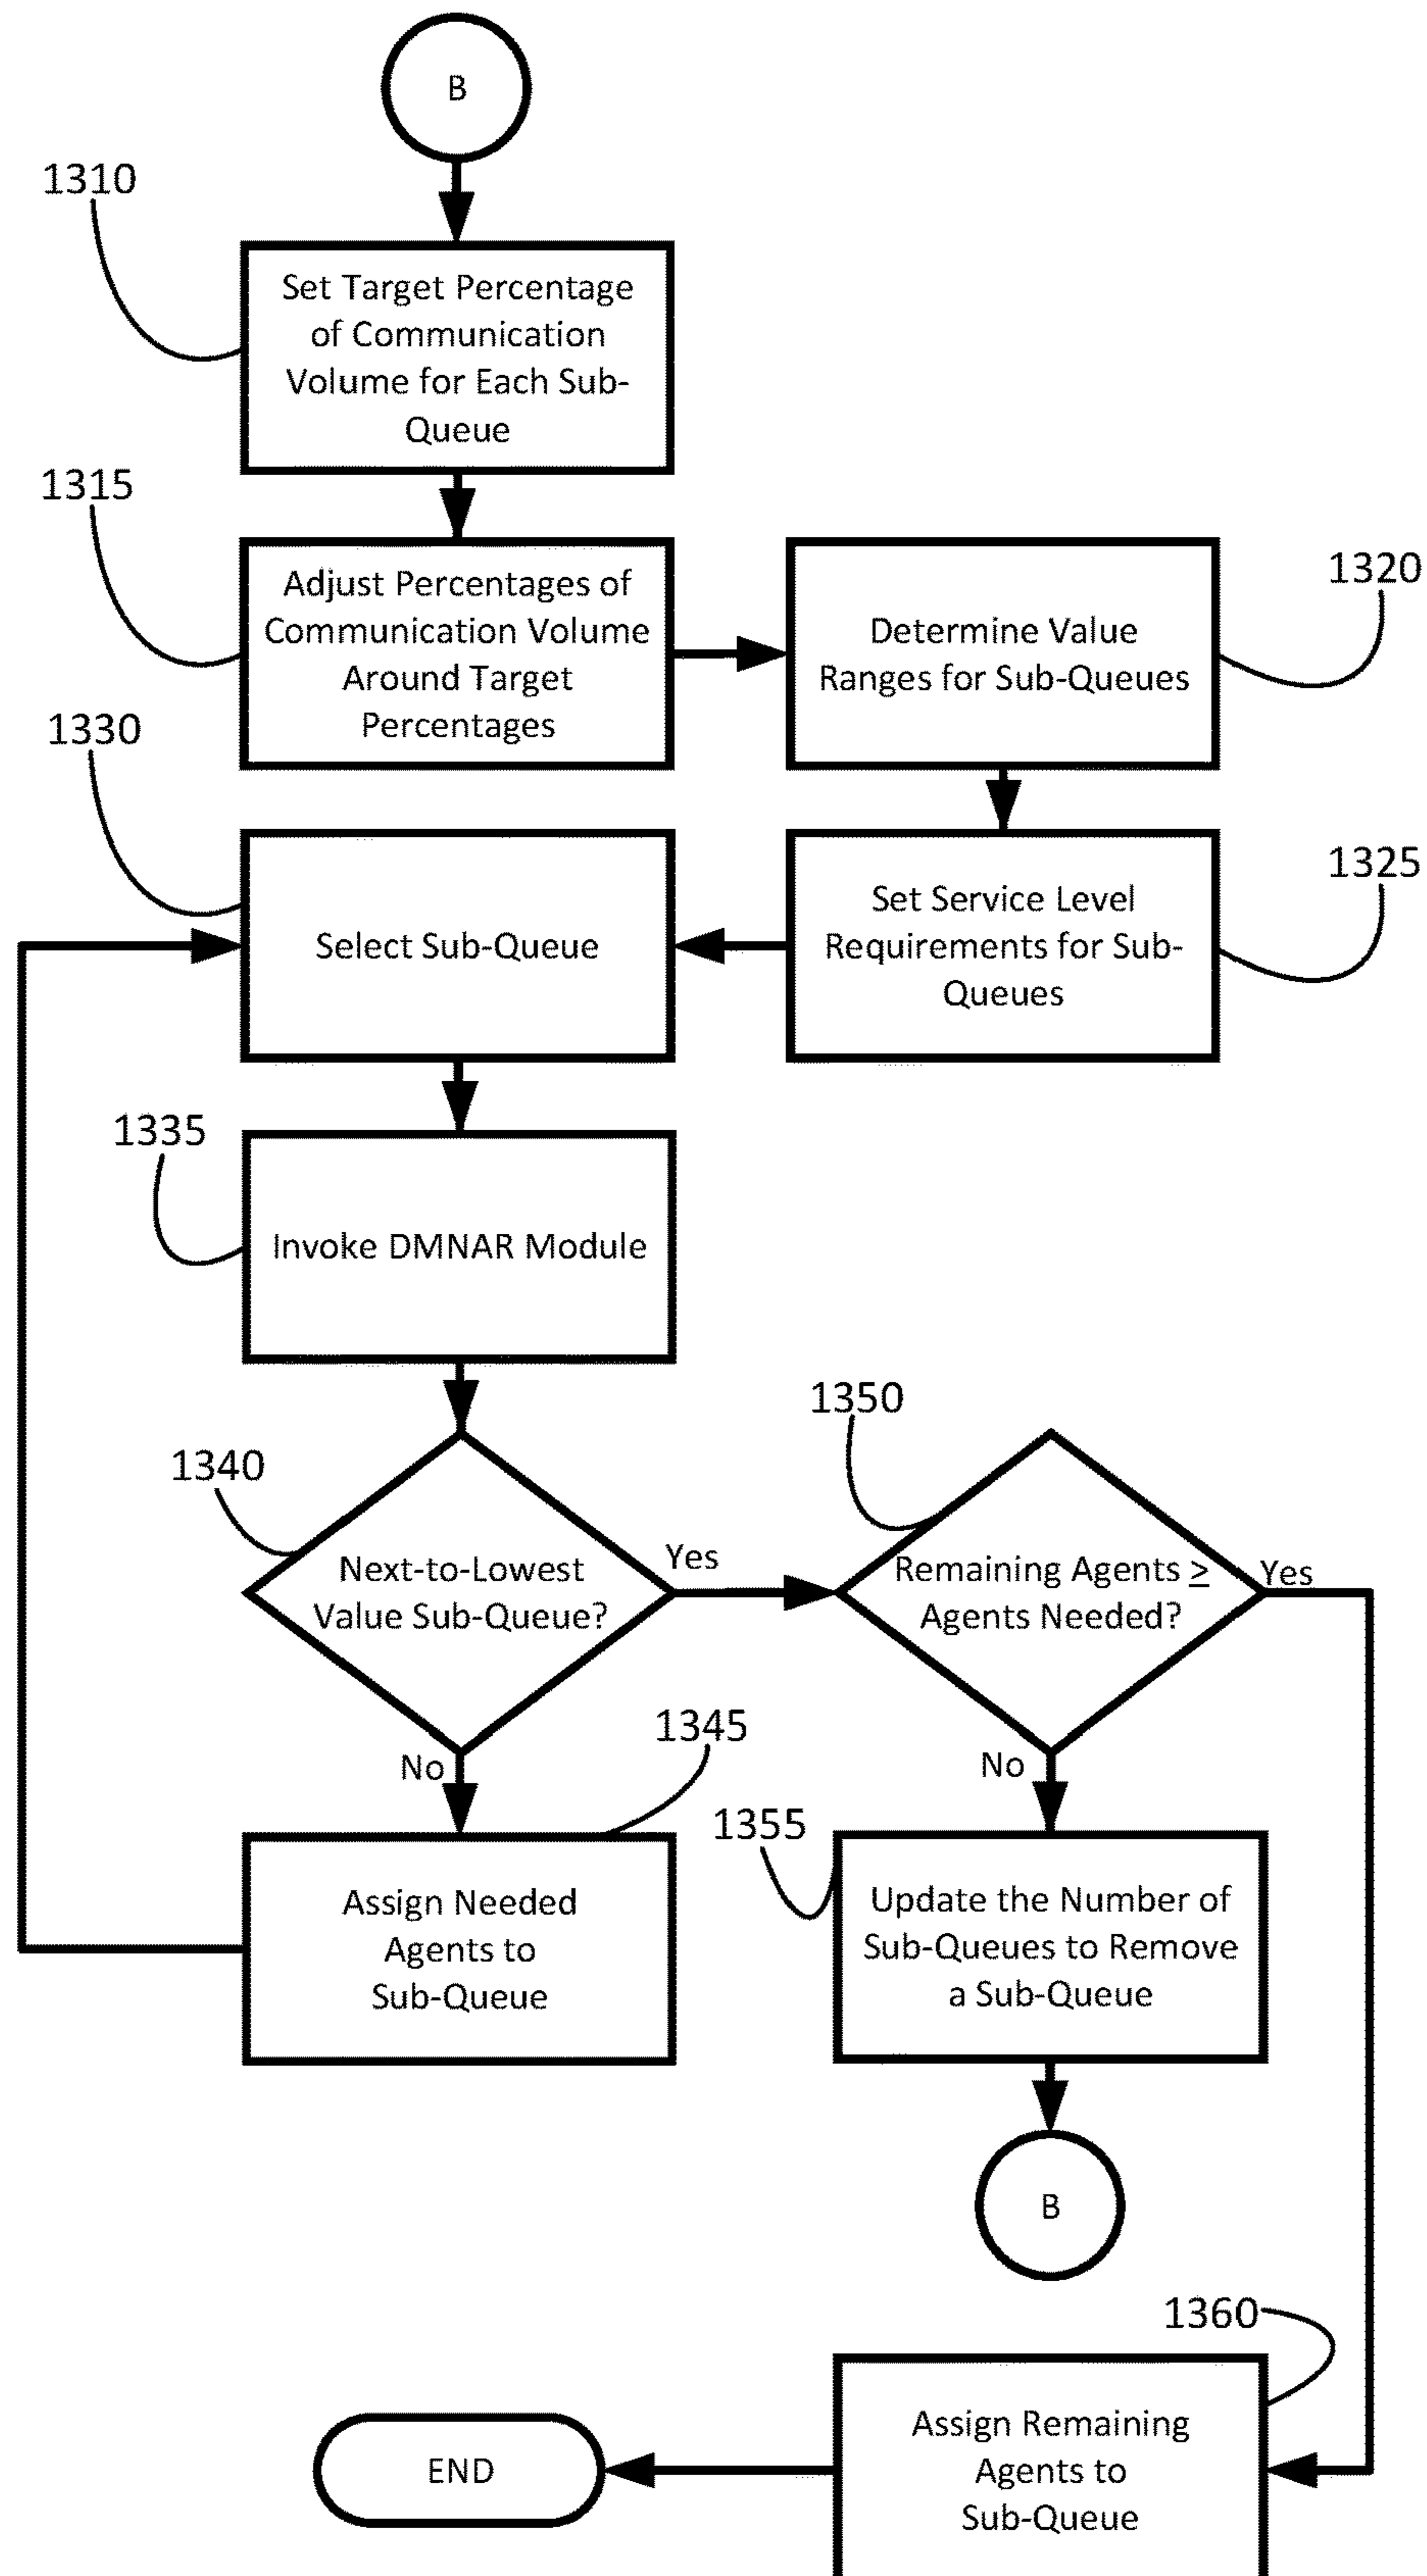 B
1310
Set Target Percentage
of Communication
Volume for Each Sub-
Queue
1315
Adjust Percentages of
Communication Volume
Around Target
Percentages
1320
Determine Value
Ranges for Sub-Queues
1330
Select Sub-Queue
1325
Set Service Level
Requirements for Sub-
Queues
1335
Invoke DMNAR Module
1340
Next-to-Lowest
Value Sub-Queue?
Yes
1350
Remaining Agents ≥
Agents Needed?
Yes
No
1345
Assign Needed
Agents to
Sub-Queue
No
1355
Update the Number of
Sub-Queues to Remove
a Sub-Queue
B
1360
Assign Remaining
Agents to
Sub-Queue
END